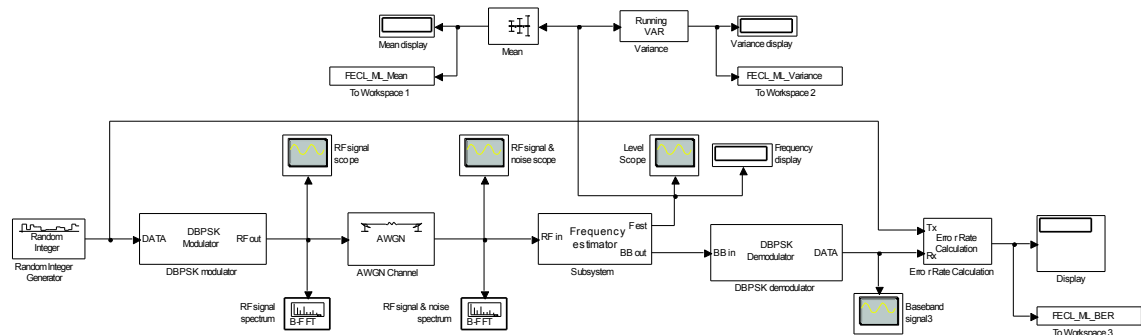 Mean display
Mean
Running
VAR
Variance
Variance display
FECL_ML_Mean
To Workspace 1
FECL_ML_Variance
To Workspace 2
RF signal
scope
RF signal &
noise scope
Level
Scope
Frequency
display
Random
Integer
Random Integer
Generator
DATA
DBPSK
Modulator
RF out
DBPSK modulator
AWGN
AWGN Channel
RF in
Frequency
estimator
Fest
BB out
Subsystem
BB in
DBPSK
Demodulator
DATA
DBPSK demodulator
Tx
Rx
Error Rate
Calculation
Error Rate Calculation
Display
RF signal
spectrum
B-FFT
RF signal & noise
spectrum
B-FFT
Baseband
signal3
FECL_ML_BER
To Workspace 3